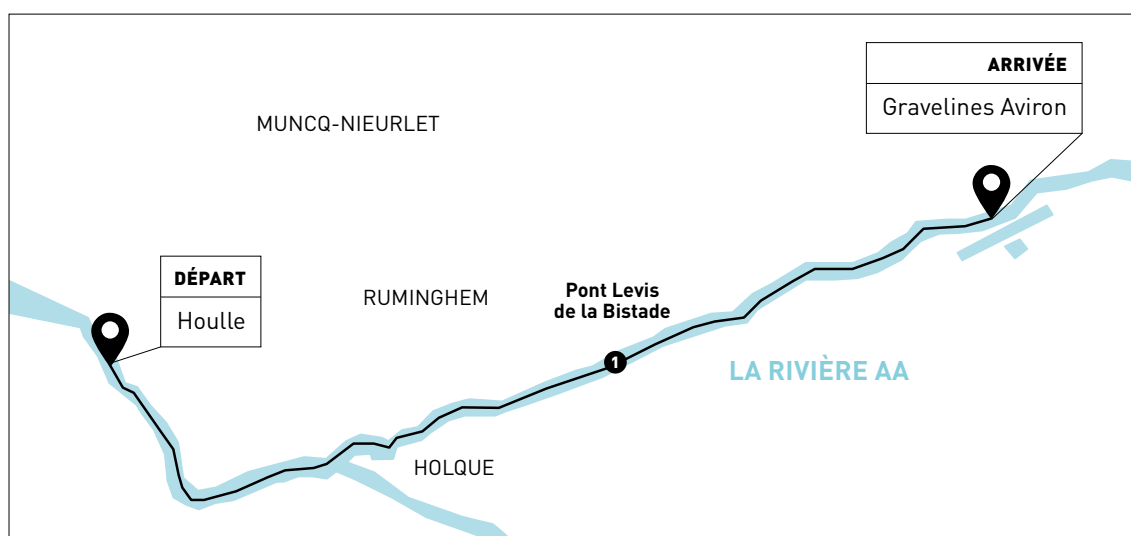 ARRIVÉE
Gravelines Aviron
MUNCQ-NIEURLET
DÉPART
Houlle
RUMINGHEM
Pont Levis
de la Bistade
1
LA RIVIÈRE AA
HOLQUE